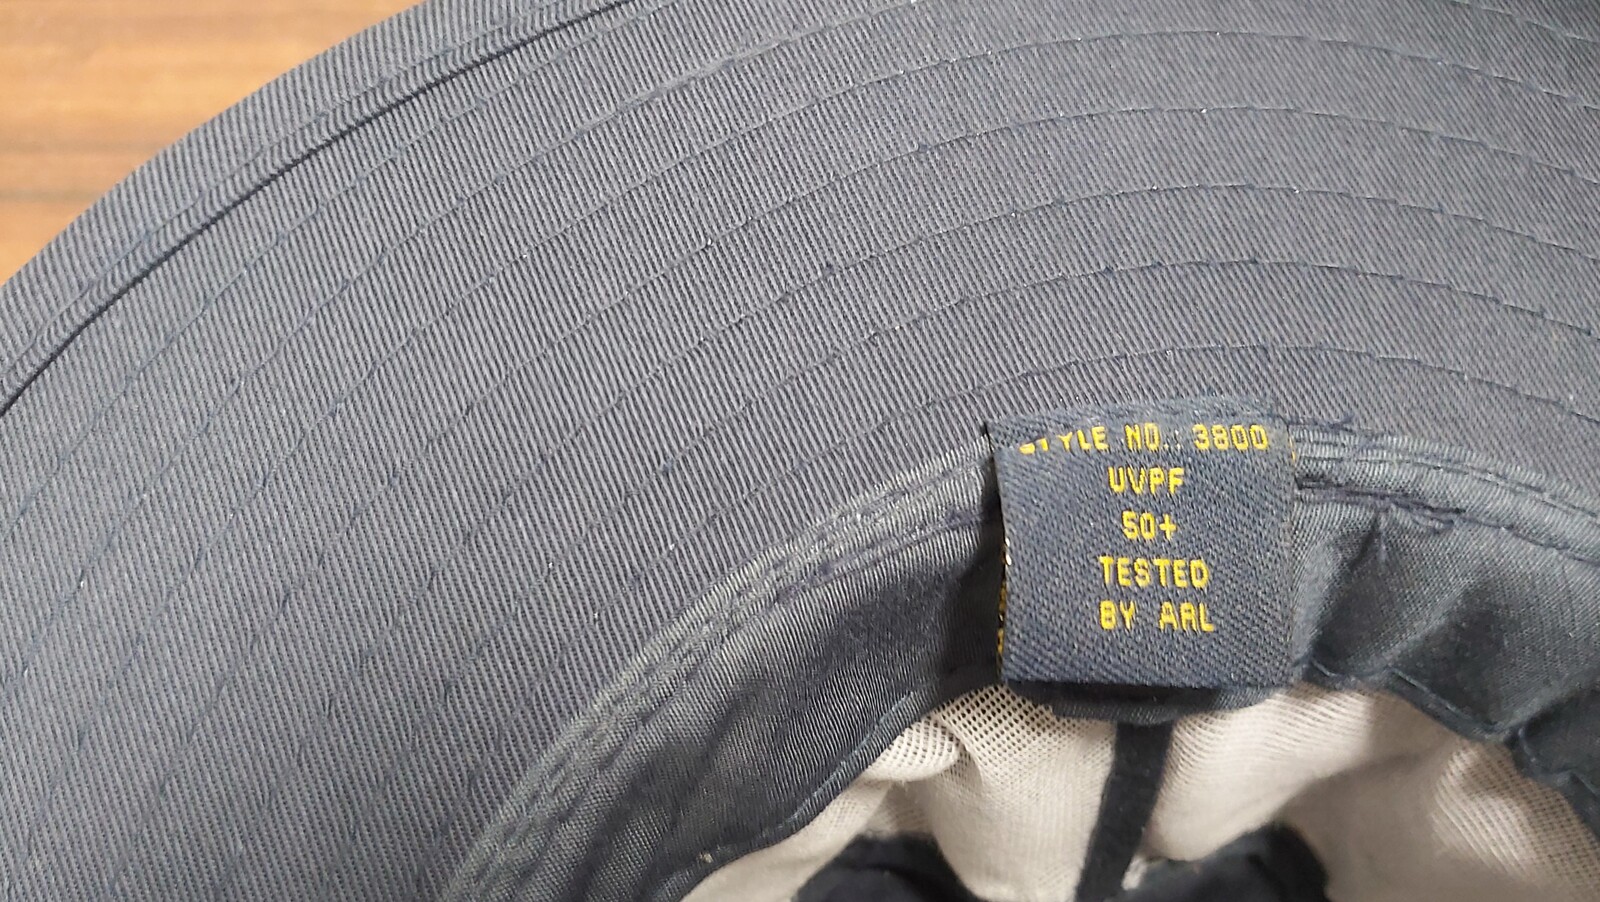 STYLE NO.: 3800
UVPF
50+
TESTED
BY ARL